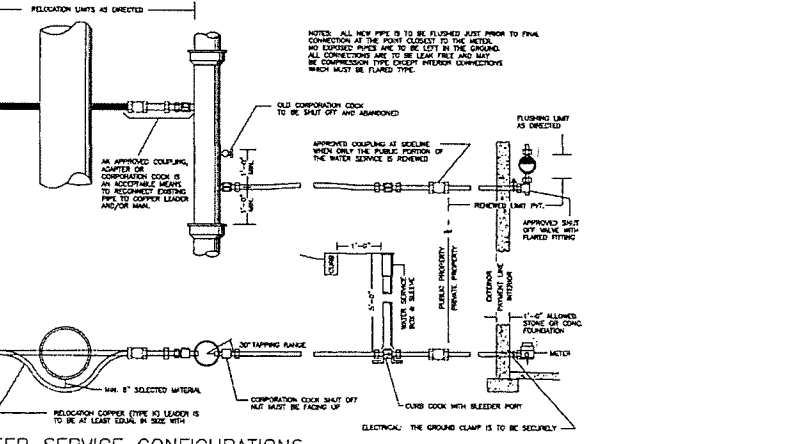 RELOCATION LIMITS AS DIRECTED
NOTES: ALL NEW PIPE IS TO BE FLUSHED JUST PRIOR TO FINAL
CONNECTION AT THE POINT CLOSEST TO THE METER.
NO EXPOSED PIPES ARE TO BE LEFT IN THE GROUND.
ALL CONNECTIONS ARE TO BE LEAK FREE AND MAY
BE COMPRESSION TYPE EXCEPT INTERIOR CONNECTIONS
WHICH MUST BE FLARED TYPE.
OLD CORPORATION COCK
TO BE SHUT OFF AND ABANDONED
FLUSHING LIMIT
AS DIRECTED
AN APPROVED COUPLING,
ADAPTER OR
CORPORATION COCK IS
AN ACCEPTABLE MEANS
TO RECONNECT EXISTING
PIPE TO COPPER LEADER
AND/OR MAIN.
1'-0"
MIN.
1'-0"
MIN.
APPROVED COUPLING AT SIDELINE
WHEN ONLY THE PUBLIC PORTION OF
THE WATER SERVICE IS RENEWED
RENEWED LIMIT PVT.
APPROVED SHUT
OFF VALVE WITH
FLARED FITTING
1'-0"
CURB
5'-0"
WATER SERVICE
BOX & SLEEVE
PUBLIC PROPERTY
PRIVATE PROPERTY
EXTERIOR
PAYMENT LINE
INTERIOR
1'-0" ALLOWED
STONE OR CONC.
FOUNDATION
30° TAPPING RANGE
METER
MIN. 6" SELECTED MATERIAL
CORPORATION COCK SHUT OFF
NUT MUST BE FACING UP
CURB COCK WITH BLEEDER PORT
RELOCATION COPPER (TYPE K) LEADER IS
TO BE AT LEAST EQUAL IN SIZE WITH
ELECTRICAL: THE GROUND CLAMP IS TO BE SECURELY
SERVICE CONFIGURATIONS